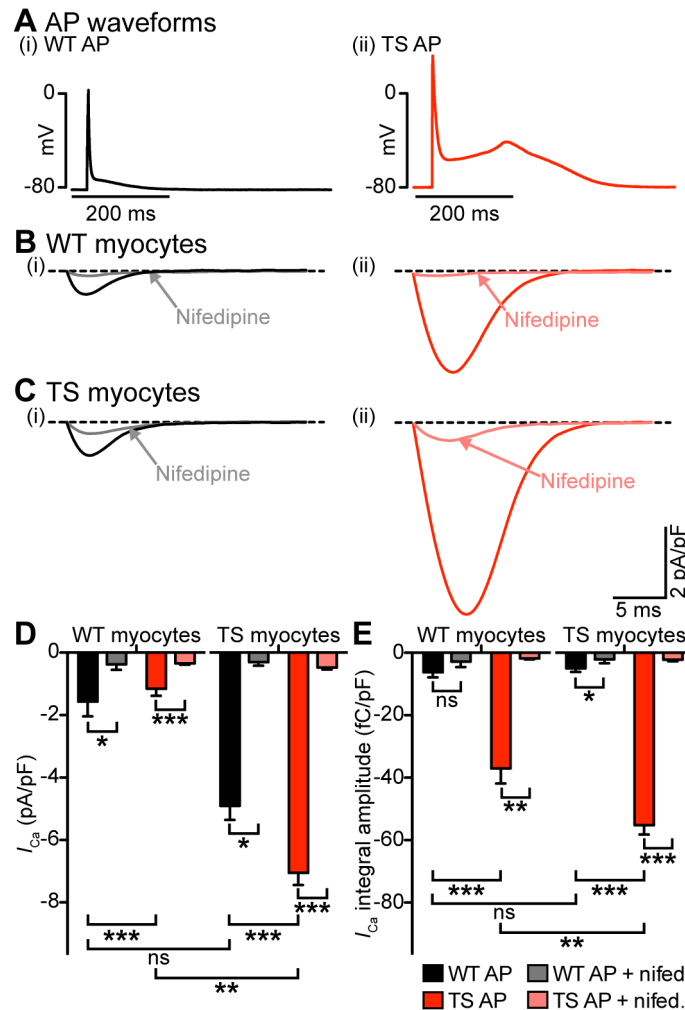 A AP waveforms
(i) WT AP
(ii) TS AP
0
mV
-80
200 ms
0
mV
-80
200 ms
B WT myocytes
(i)
Nifedipine
(ii)
Nifedipine
C TS myocytes
(i)
Nifedipine
(ii)
Nifedipine
2 pA/pF
5 ms
D
WT myocytes
TS myocytes
0
-2
-4
-6
-8
ICa (pA/pF)
*
***
*
***
***
ns
***
**
E
WT myocytes
TS myocytes
0
-20
-40
-60
-80
ICa integral amplitude (fC/pF)
ns
**
*
***
***
ns
***
**
WT AP
WT AP + nifed.
TS AP
TS AP + nifed.